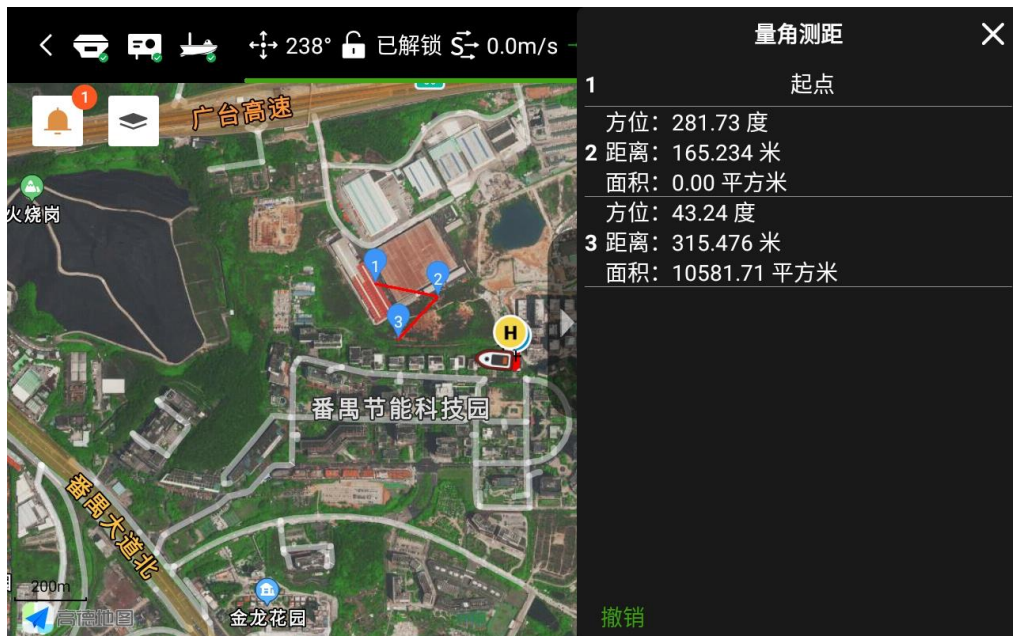 238° 已解锁 0.0m/s
1
广台高速
火烧岗
1
2
3
H
番禺节能科技园
番禺大道北
200m
高德地图
金龙花园
量角测距
1 起点
方位：281.73 度
2 距离：165.234 米
面积：0.00 平方米
方位：43.24 度
3 距离：315.476 米
面积：10581.71 平方米
撤销